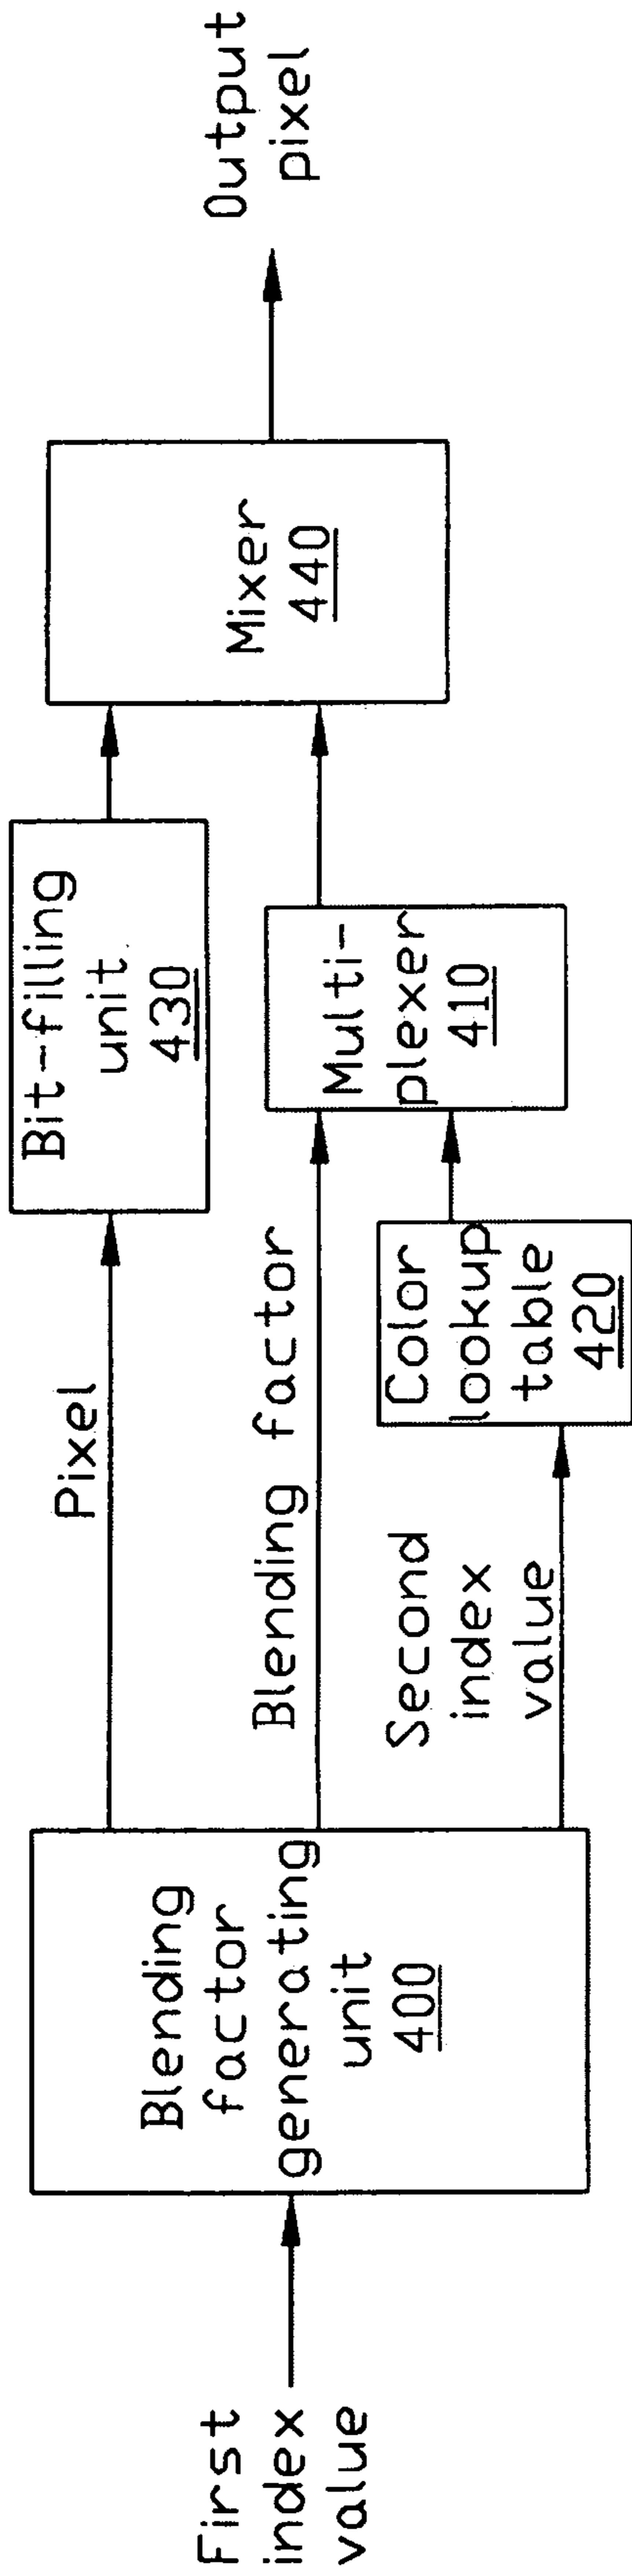 First
index
value
Blending
factor
generating
unit
400
Pixel
Blending factor
Second
index
value
Bit-filling
unit
430
Color
lookup
table
420
Multi-
plexer
410
Mixer
440
Output
pixel